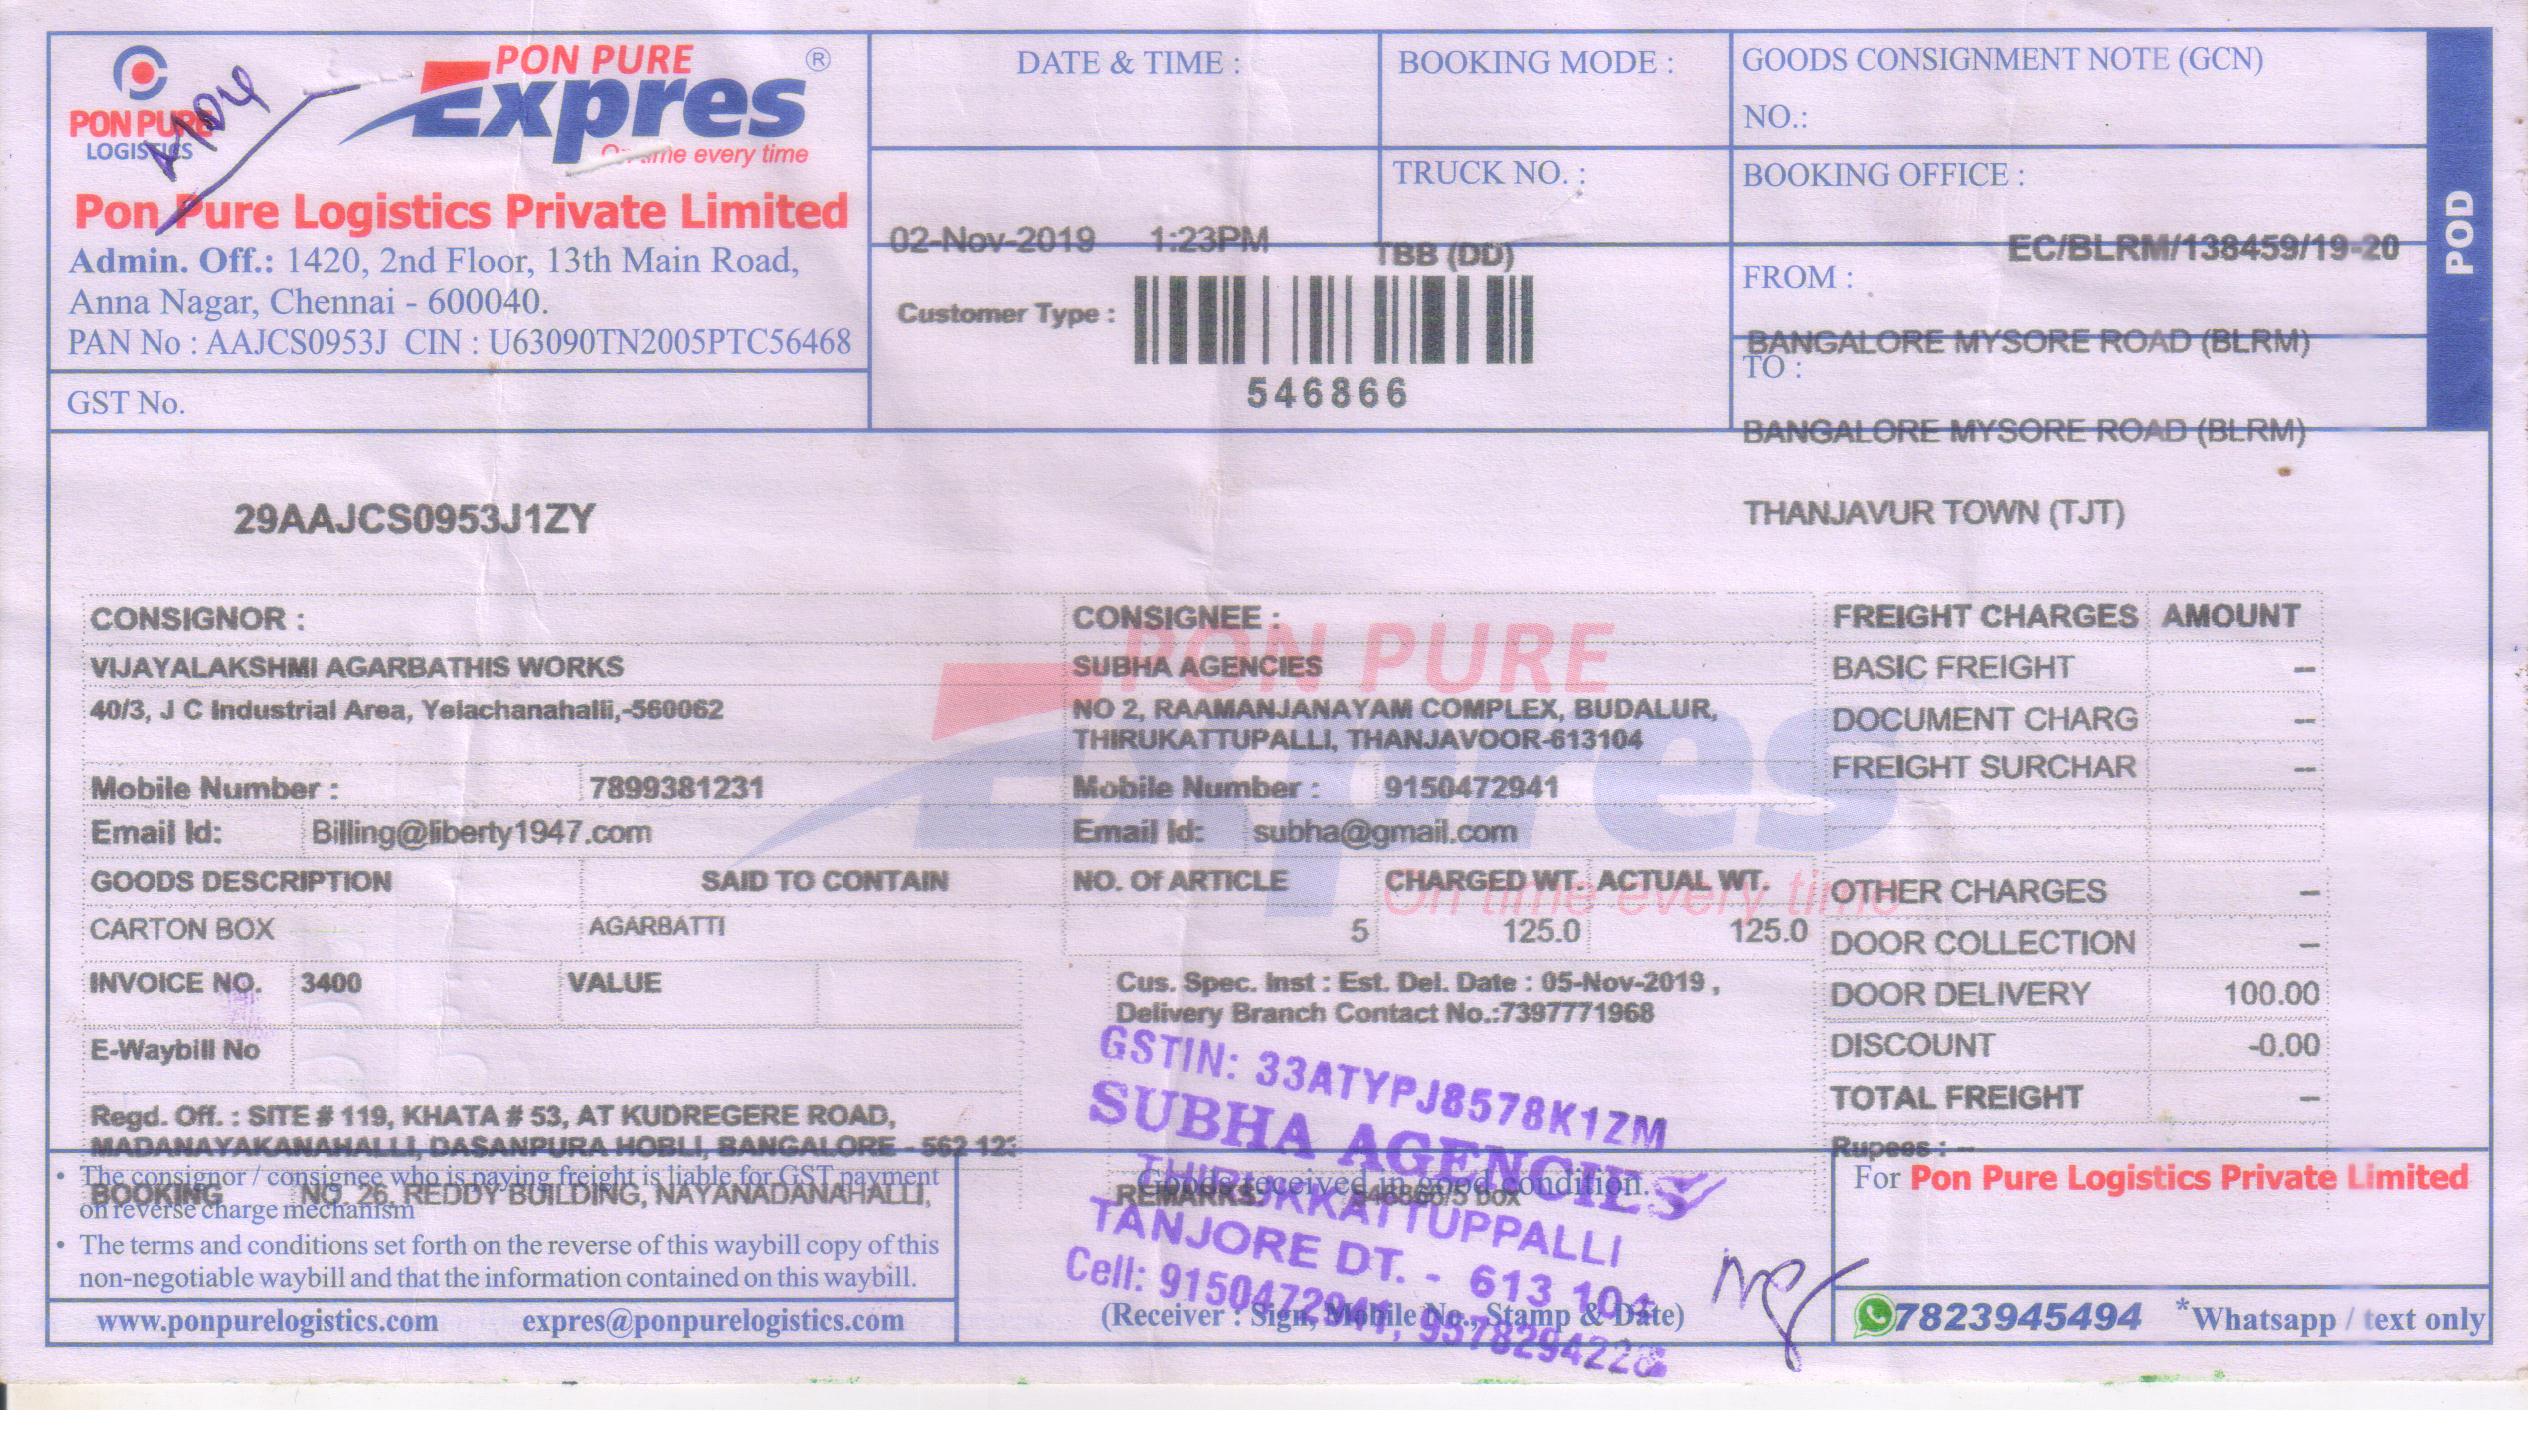 PON PURE
LOGISTICS
PON PURE
Expres ®
On time every time
Pon Pure Logistics Private Limited
Admin. Off.: 1420, 2nd Floor, 13th Main Road,
Anna Nagar, Chennai - 600040.
PAN No : AAJCS0953J CIN : U63090TN2005PTC56468
GST No.
29AAJCS0953J1ZY
DATE & TIME :
02-Nov-2019 1:23PM
BOOKING MODE :
TRUCK NO. :
TBB (DD)
Customer Type :
546866
GOODS CONSIGNMENT NOTE (GCN)
NO.:
BOOKING OFFICE :
EC/BLRM/138459/19-20
FROM :
BANGALORE MYSORE ROAD (BLRM)
TO :
BANGALORE MYSORE ROAD (BLRM)
THANJAVUR TOWN (TJT)
POD
CONSIGNOR :
VIJAYALAKSHMI AGARBATHIS WORKS
40/3, J C Industrial Area, Yelachanahalli,-560062
Mobile Number : 7899381231
Email Id: Billing@liberty1947.com
CONSIGNEE :
SUBHA AGENCIES
NO 2, RAAMANJANAYAM COMPLEX, BUDALUR,
THIRUKATTUPALLI, THANJAVOOR-613104
Mobile Number : 9150472941
Email Id: subha@gmail.com
PON PURE
Expres
On time every time
GOODS DESCRIPTION SAID TO CONTAIN NO. Of ARTICLE CHARGED WT. ACTUAL WT.
CARTON BOX AGARBATTI 5 125.0 125.0
INVOICE NO. 3400 VALUE
E-Waybill No
Cus. Spec. Inst : Est. Del. Date : 05-Nov-2019 ,
Delivery Branch Contact No.:7397771968
FREIGHT CHARGES AMOUNT
BASIC FREIGHT --
DOCUMENT CHARG --
FREIGHT SURCHAR --
OTHER CHARGES --
DOOR COLLECTION --
DOOR DELIVERY 100.00
DISCOUNT -0.00
TOTAL FREIGHT --
Rupees : --
Regd. Off. : SITE # 119, KHATA # 53, AT KUDREGERE ROAD,
MADANAYAKANAHALLI, DASANPURA HOBLI, BANGALORE - 562 123
• The consignor / consignee who is paying freight is liable for GST payment
on reverse charge mechanism
BOOKING NO. 26, REDDY BUILDING, NAYANADANAHALLI,
• The terms and conditions set forth on the reverse of this waybill copy of this
non-negotiable waybill and that the information contained on this waybill.
www.ponpurelogistics.com expres@ponpurelogistics.com
Goods received in good condition.
REMARKS: 546866/5 box
(Receiver : Sign, Mobile No., Stamp & Date)
GSTIN: 33ATYPJ8578K1ZM
SUBHA AGENCIES
THIRUKKATTUPPALLI
TANJORE DT. - 613 104
Cell: 9150472941, 9578294228
For Pon Pure Logistics Private Limited
7823945494 *Whatsapp / text only